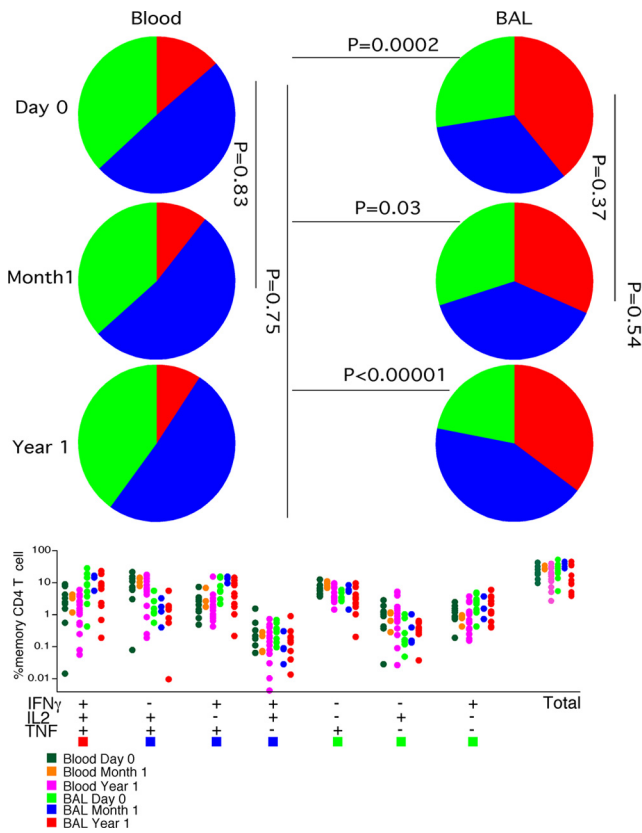 Blood BAL
P=0.0002
Day 0
P=0.83
P=0.37
P=0.03
Month1
P=0.75
P=0.54
P<0.00001
Year 1
%memory CD4 T cell
100
10
1
0.1
0.01
IFNγ + - + + - - + Total
IL2 + + - + - + -
TNF + + + - + - -
Blood Day 0
Blood Month 1
Blood Year 1
BAL Day 0
BAL Month 1
BAL Year 1